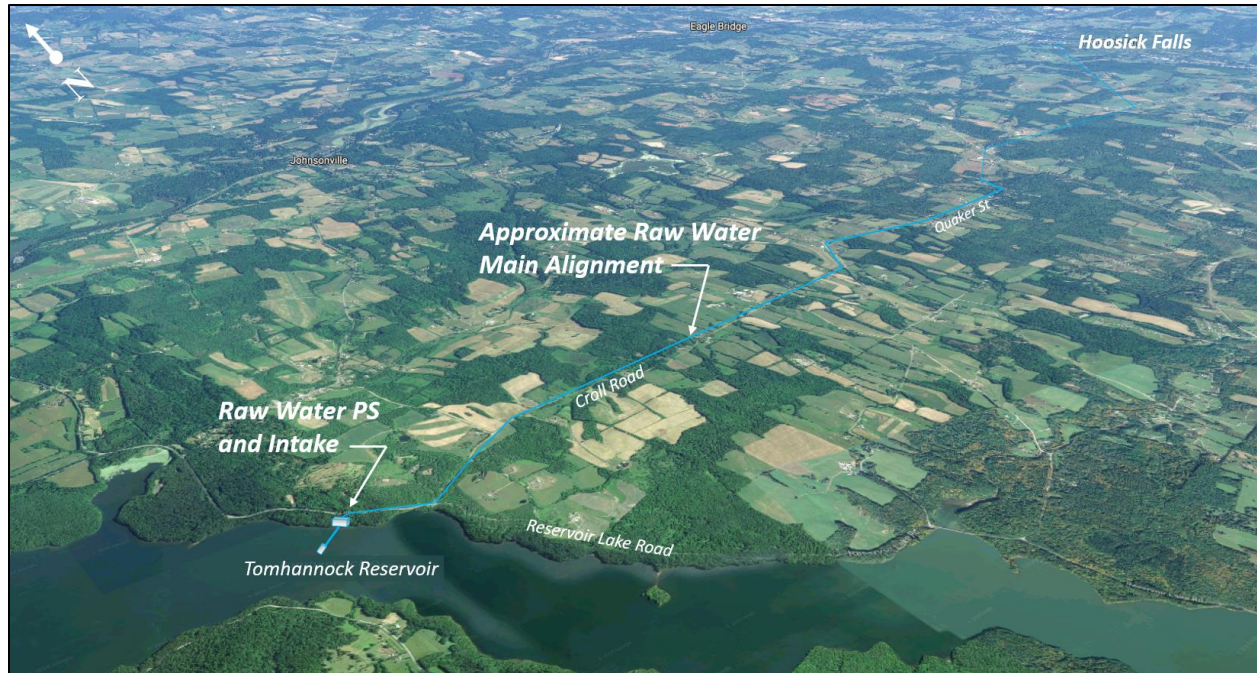 Eagle Bridge
Hoosick Falls
N
Johnsonville
Quaker St
Approximate Raw Water
Main Alignment
Croll Road
Raw Water PS
and Intake
Reservoir Lake Road
Tomhannock Reservoir